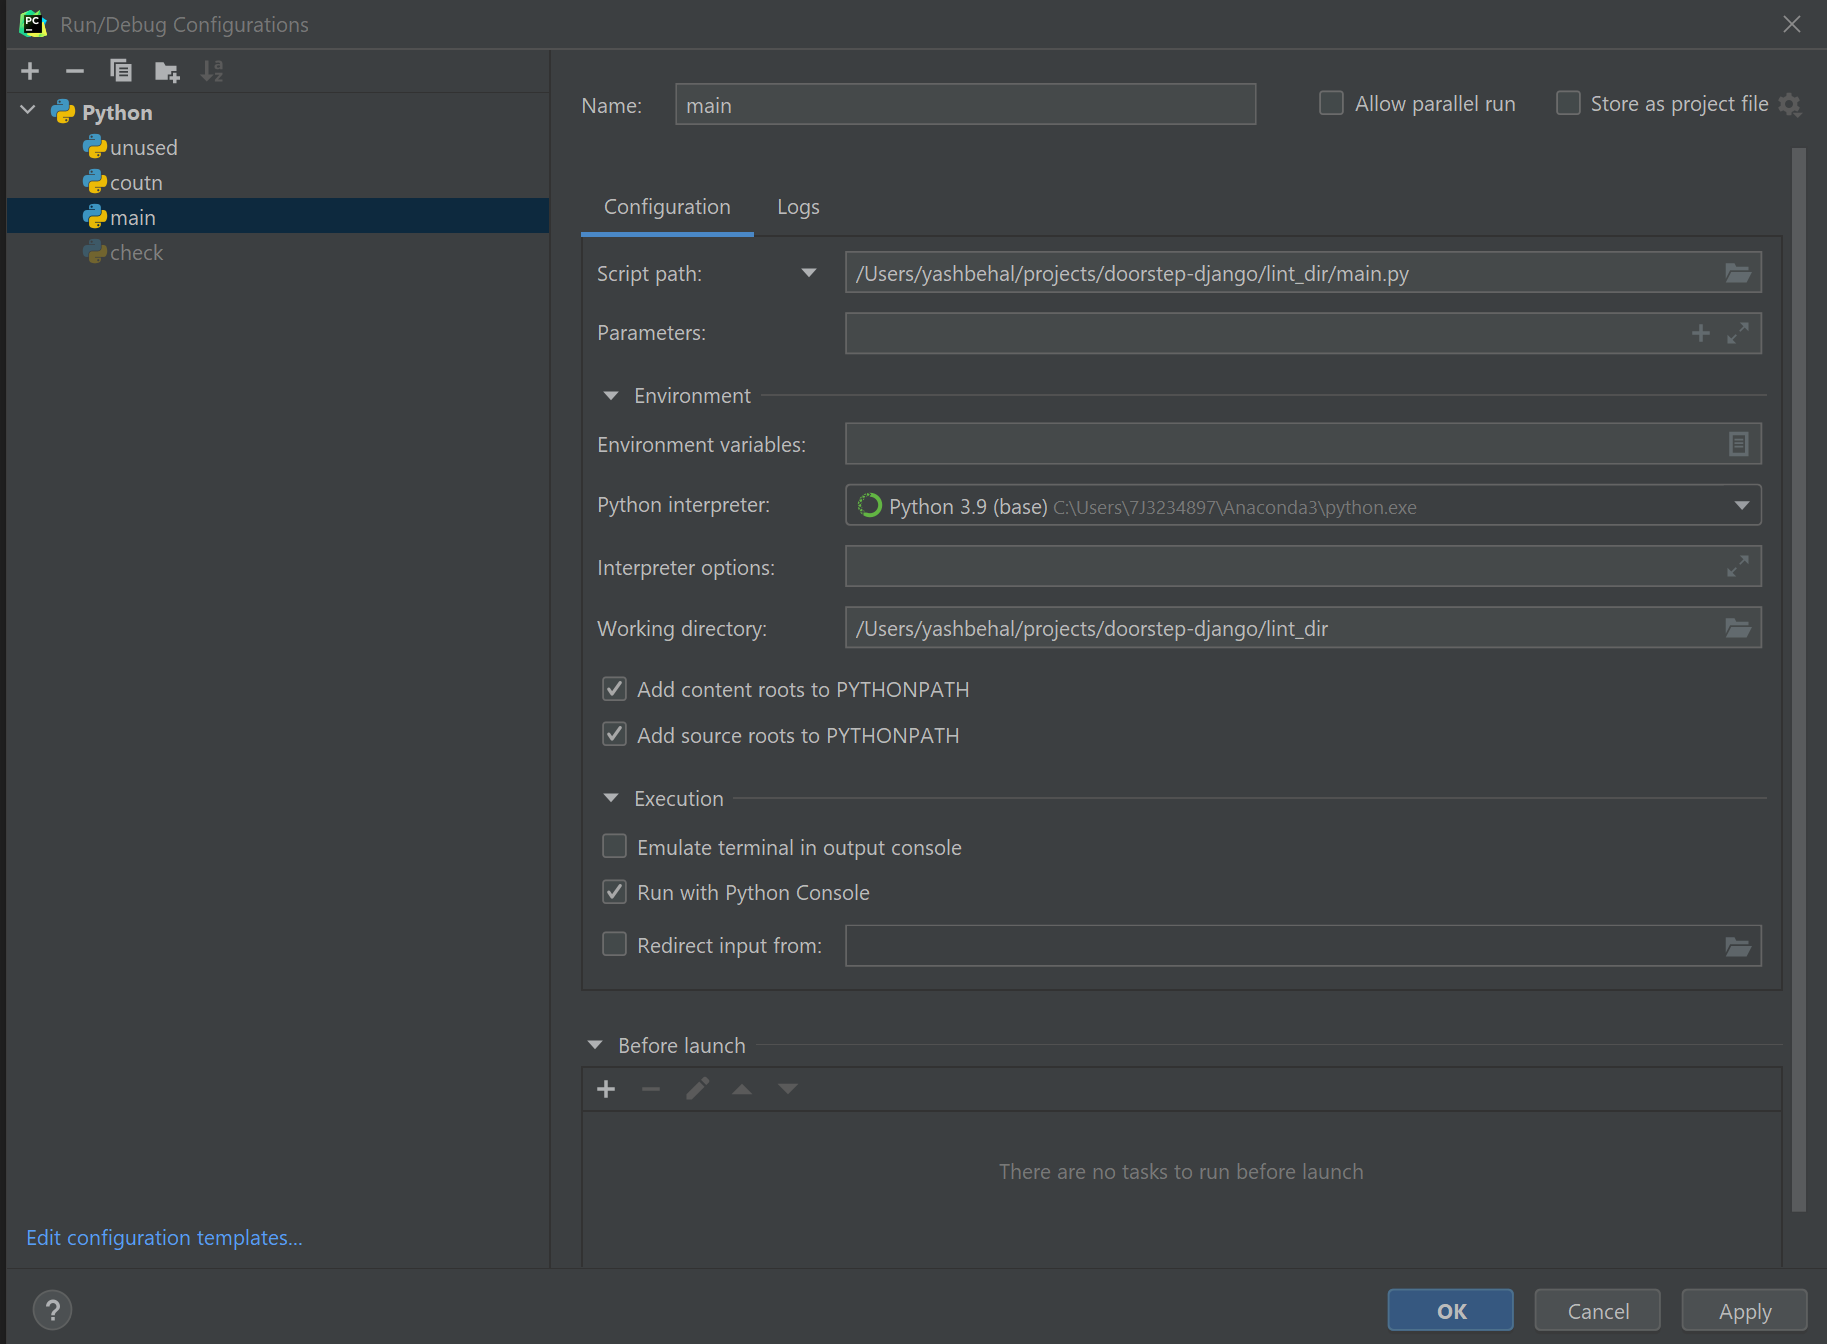 PC
Run/Debug Configurations
Python
unused
coutn
main
check
Edit configuration templates...
Name:
main
Allow parallel run
Store as project file
Configuration
Logs
Script path:
/Users/yashbehal/projects/doorstep-django/lint_dir/main.py
Parameters:
Environment
Environment variables:
Python interpreter:
Python 3.9 (base) C:\Users\7J3234897\Anaconda3\python.exe
Interpreter options:
Working directory:
/Users/yashbehal/projects/doorstep-django/lint_dir
Add content roots to PYTHONPATH
Add source roots to PYTHONPATH
Execution
Emulate terminal in output console
Run with Python Console
Redirect input from:
Before launch
There are no tasks to run before launch
?
OK
Cancel
Apply